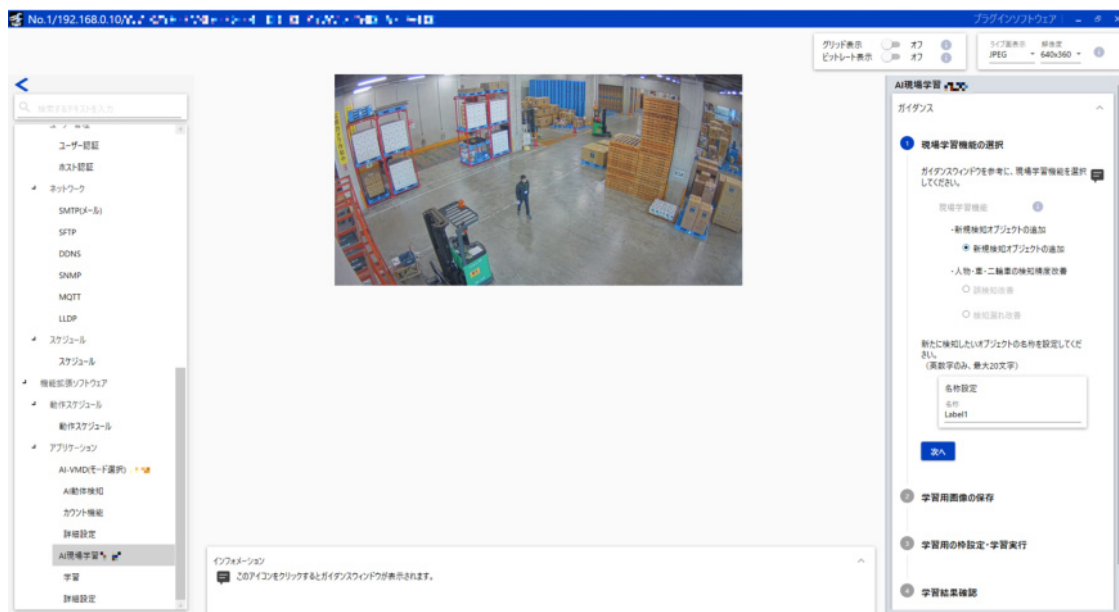 No.1/192.168.0.10/
プラグインソフトウェア
グリッド表示 オフ
ビットレート表示 オフ
ライブ画表示 解像度
JPEG 640x360
検索するテキストを入力
ユーザー認証
ホスト認証
ネットワーク
SMTP(メール)
SFTP
DDNS
SNMP
MQTT
LLDP
スケジュール
スケジュール
機能拡張ソフトウェア
動作スケジュール
動作スケジュール
アプリケーション
AI-VMD(モード選択)
AI動体検知
カウント機能
詳細設定
AI現場学習
学習
詳細設定
インフォメーション
このアイコンをクリックするとガイダンスウィンドウが表示されます。
AI現場学習
ガイダンス
1 現場学習機能の選択
ガイダンスウィンドウを参考に、現場学習機能を選択
してください。
現場学習機能
・新規検知オブジェクトの追加
新規検知オブジェクトの追加
・人物・車・二輪車の検知精度改善
誤検知改善
検知漏れ改善
新たに検知したいオブジェクトの名称を設定してくだ
さい。
(英数字のみ、最大20文字)
名称設定
名称
Label1
次へ
2 学習用画像の保存
3 学習用の枠設定・学習実行
4 学習結果確認